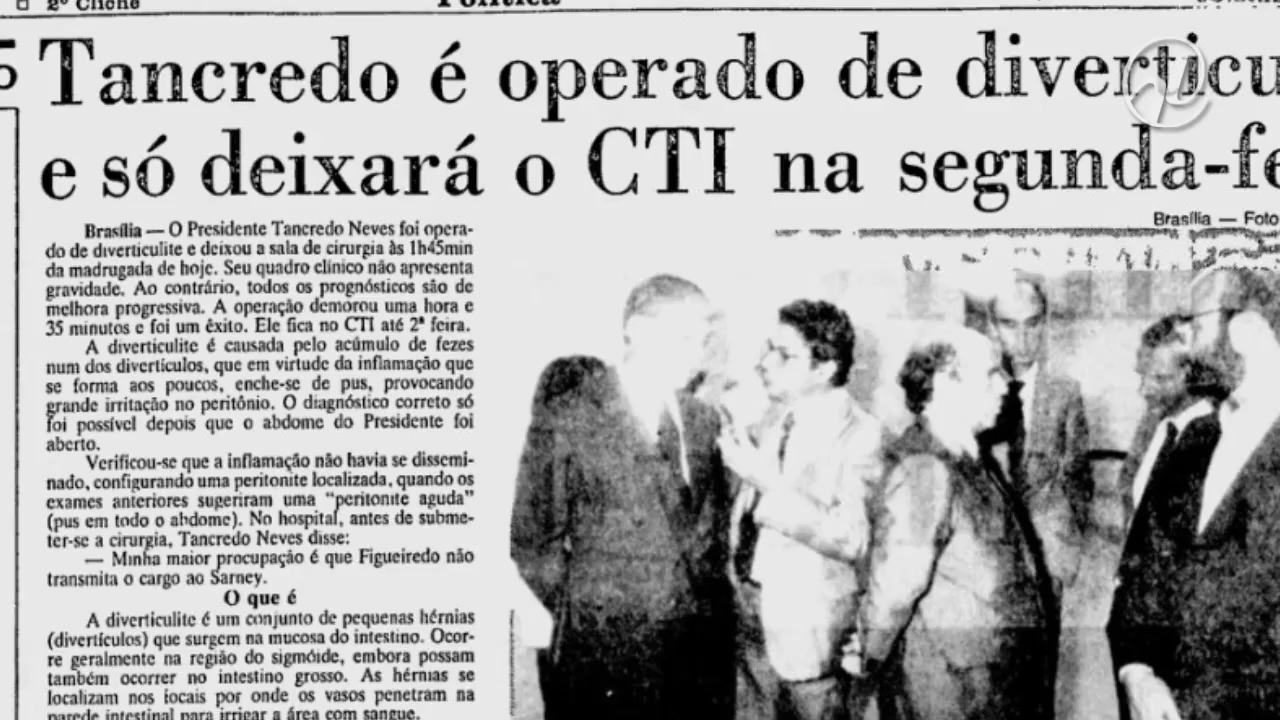 2º Clichê
Política
Tancredo é operado de diverticu
e só deixará o CTI na segunda-fe
Brasília — Foto
Brasília — O Presidente Tancredo Neves foi opera-
do de diverticulite e deixou a sala de cirurgia às 1h45min
da madrugada de hoje. Seu quadro clínico não apresenta
gravidade. Ao contrário, todos os prognósticos são de
melhora progressiva. A operação demorou uma hora e
35 minutos e foi um êxito. Ele fica no CTI até 2ª feira.
A diverticulite é causada pelo acúmulo de fezes
num dos divertículos, que em virtude da inflamação que
se forma aos poucos, enche-se de pus, provocando
grande irritação no peritônio. O diagnóstico correto só
foi possível depois que o abdome do Presidente foi
aberto.
Verificou-se que a inflamação não havia se dissemi-
nado, configurando uma peritonite localizada, quando os
exames anteriores sugeriram uma "peritonite aguda"
(pus em todo o abdome). No hospital, antes de subme-
ter-se a cirurgia, Tancredo Neves disse:
— Minha maior procupação é que Figueiredo não
transmita o cargo ao Sarney.
O que é
A diverticulite é um conjunto de pequenas hérnias
(divertículos) que surgem na mucosa do intestino. Ocor-
re geralmente na região do sigmóide, embora possam
também ocorrer no intestino grosso. As hérnias se
localizam nos locais por onde os vasos penetram na
parede intestinal para irrigar a área com sangue.